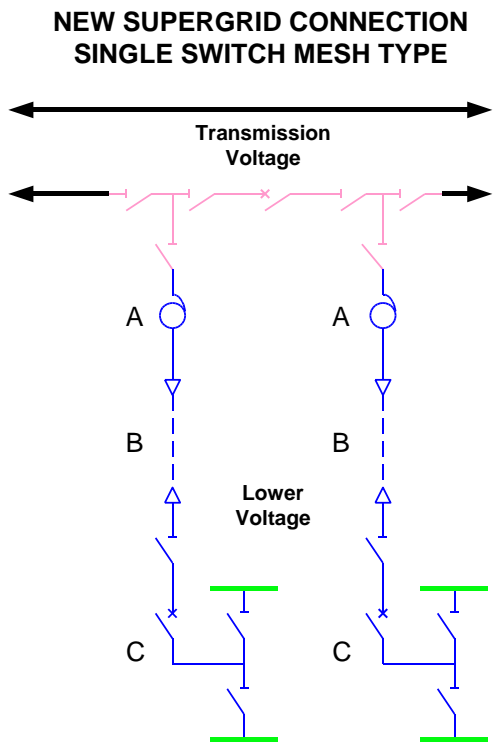 NEW SUPERGRID CONNECTION
SINGLE SWITCH MESH TYPE
Transmission
Voltage
A
A
B
B
Lower
Voltage
C
C